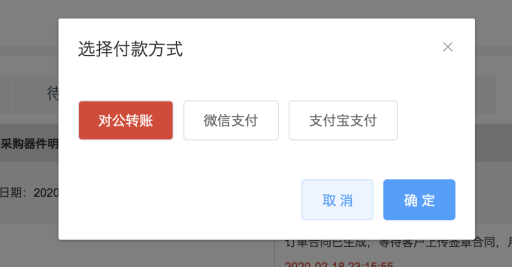 选择付款方式
待
对公转账 微信支付 支付宝支付
采购器件明
日期：2020
取 消 确 定
订单合同已生成，等待客户上传签章合同，
2020-02-18 23:15:55